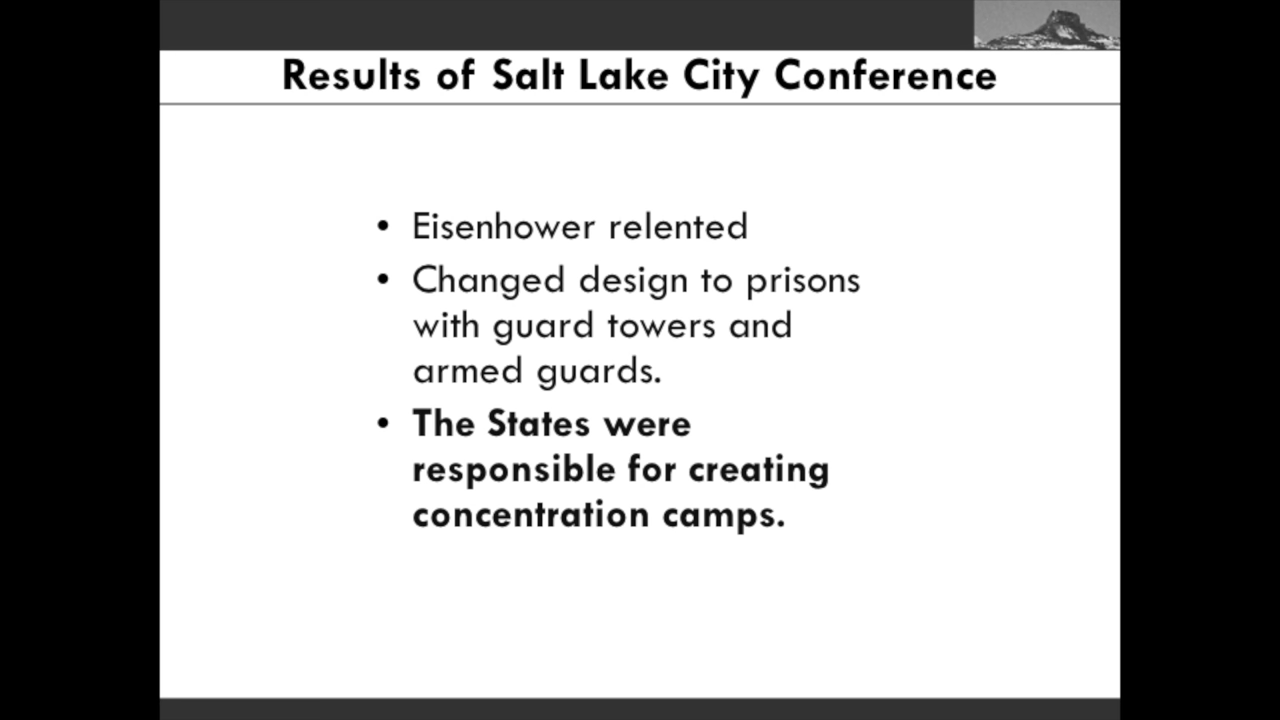 Results of Salt Lake City Conference
• Eisenhower relented
• Changed design to prisons
with guard towers and
armed guards.
• The States were
responsible for creating
concentration camps.